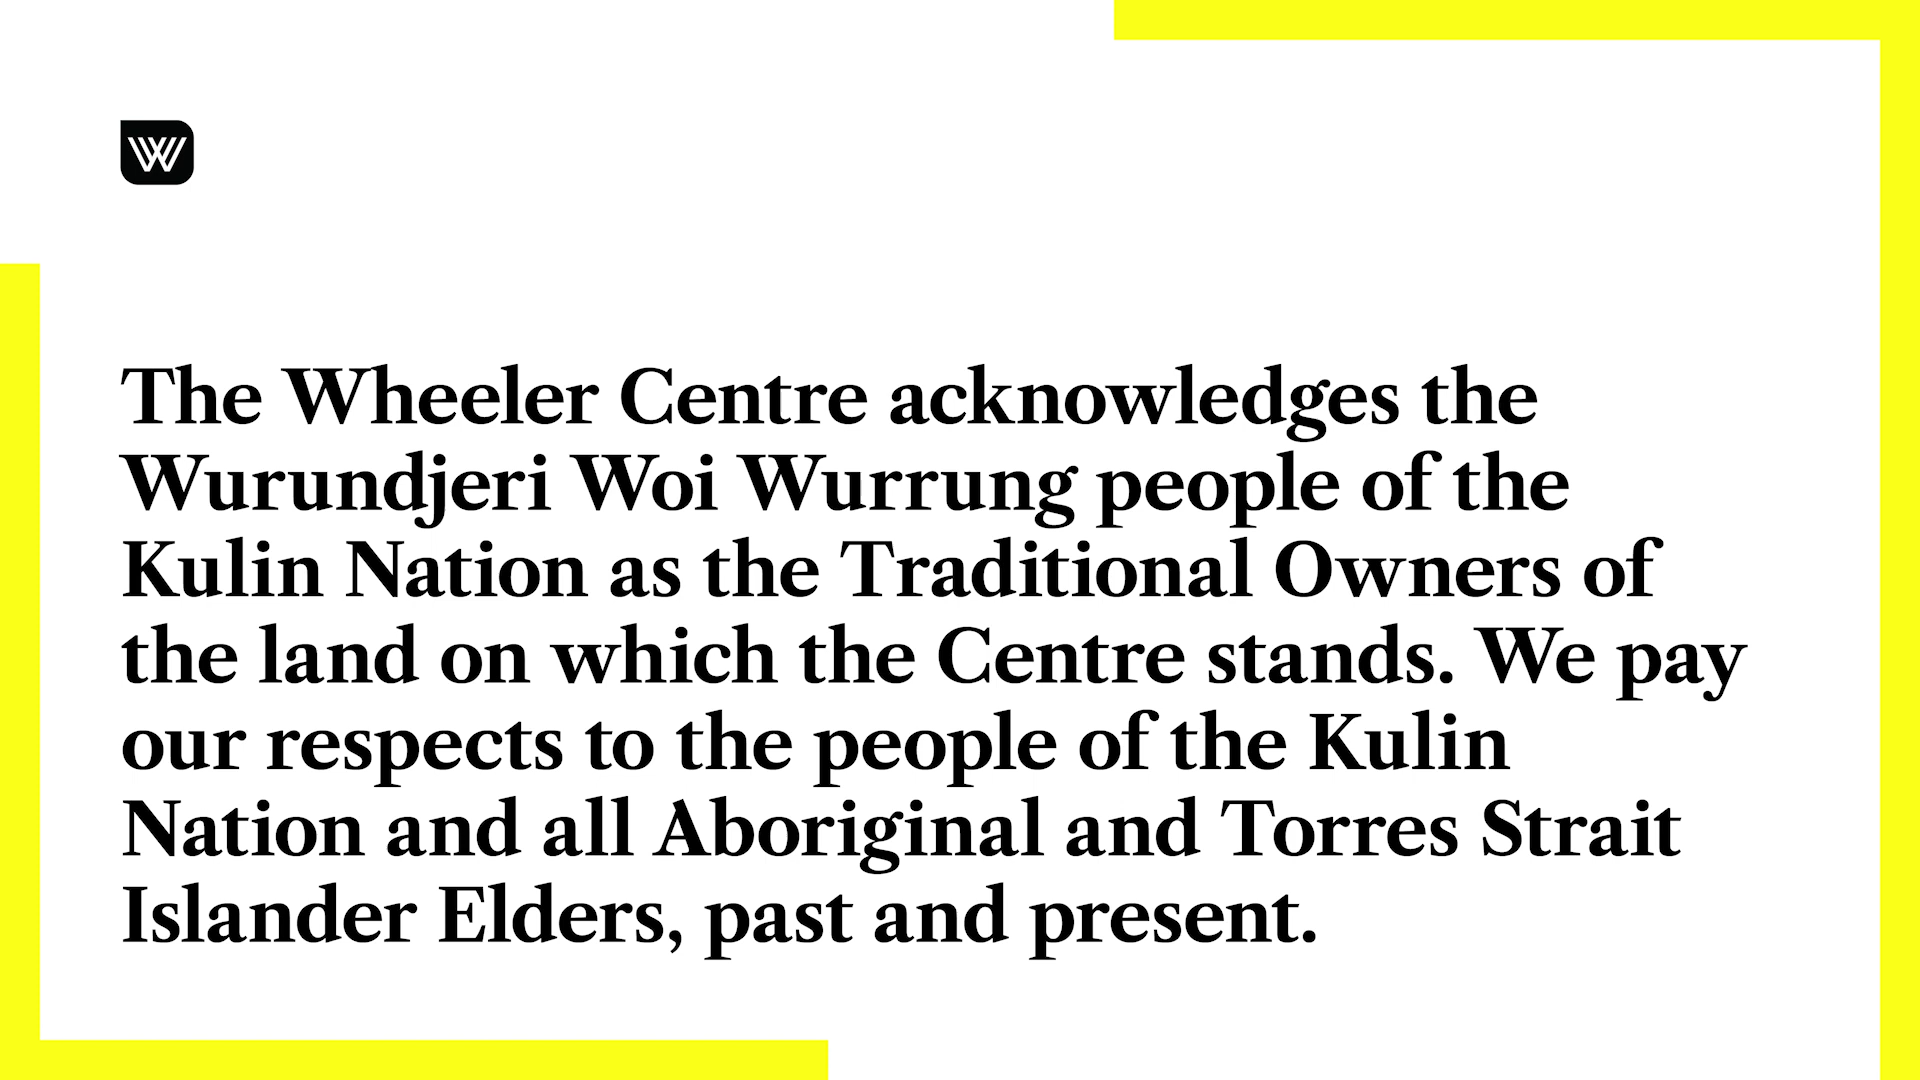 W
The Wheeler Centre acknowledges the
Wurundjeri Woi Wurrung people of the
Kulin Nation as the Traditional Owners of
the land on which the Centre stands. We pay
our respects to the people of the Kulin
Nation and all Aboriginal and Torres Strait
Islander Elders, past and present.